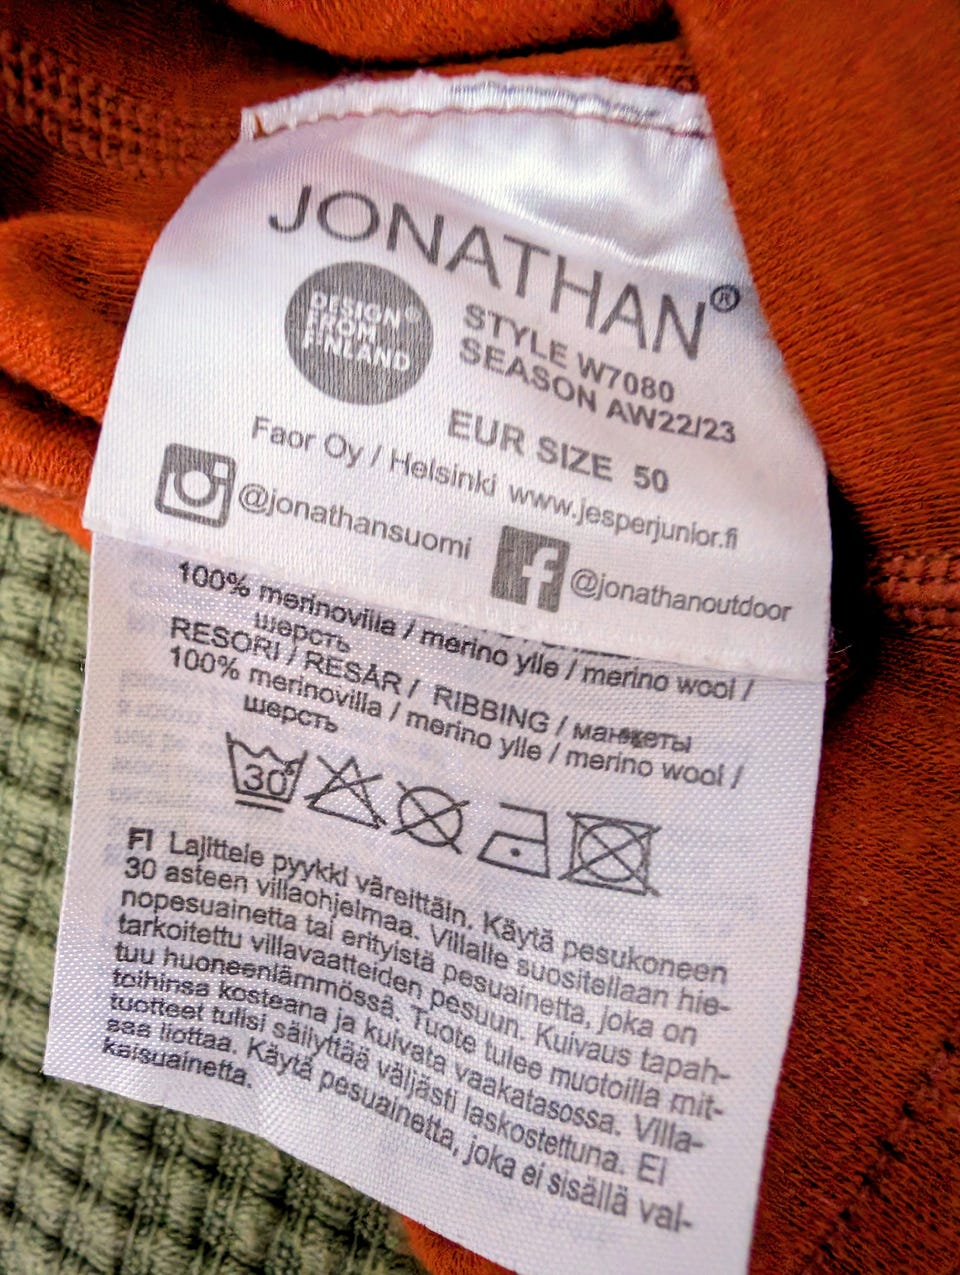 JONATHAN®
DESIGN®
FROM
FINLAND
STYLE W7080
SEASON AW22/23
EUR SIZE 50
Faor Oy / Helsinki www.jesperjunior.fi
@jonathansuomi
@jonathanoutdoor
100% merinovilla / merino ylle / merino wool /
шерсть
RESORI / RESÅR / RIBBING / манжеты
100% merinovilla / merino ylle / merino wool /
шерсть
30
FI Lajittele pyykki väreittäin. Käytä pesukoneen
30 asteen villaohjelmaa. Villalle suositellaan hie-
nopesuainetta tai erityistä pesuainetta, joka on
tarkoitettu villavaatteiden pesuun. Kuivaus tapah-
tuu huoneenlämmössä. Tuote tulee muotoilla mit-
toihinsa kosteana ja kuivata vaakatasossa. Villa-
tuotteet tulisi säilyttää väljästi laskostettuna. Ei
saa liottaa. Käytä pesuainetta, joka ei sisällä val-
kaisuainetta.